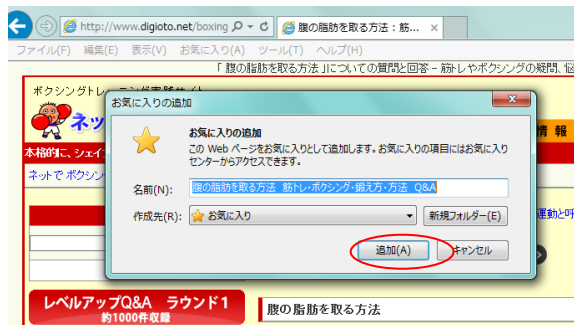 http://www.digioto.net/boxing
腹の脂肪を取る方法：筋...
ファイル(F) 編集(E) 表示(V) お気に入り(A) ツール(T) ヘルプ(H)
「 腹の脂肪を取る方法 」についての質問と回答 – 筋トレやボクシングの疑問、
ボクシングトレ
ネッ
情 報
本格的に、シェイ
ネットで ボクシン
運動と呼
お気に入りの追加
お気に入りの追加
この Web ページをお気に入りとして追加します。お気に入りの項目にはお気に入り
センターからアクセスできます。
名前(N):
腹の脂肪を取る方法 筋トレ・ボクシング・鍛え方・方法 Q&A
作成先(R):
お気に入り
新規フォルダー(E)
追加(A)
キャンセル
レベルアップQ&A ラウンド1
約1000件収録
腹の脂肪を取る方法